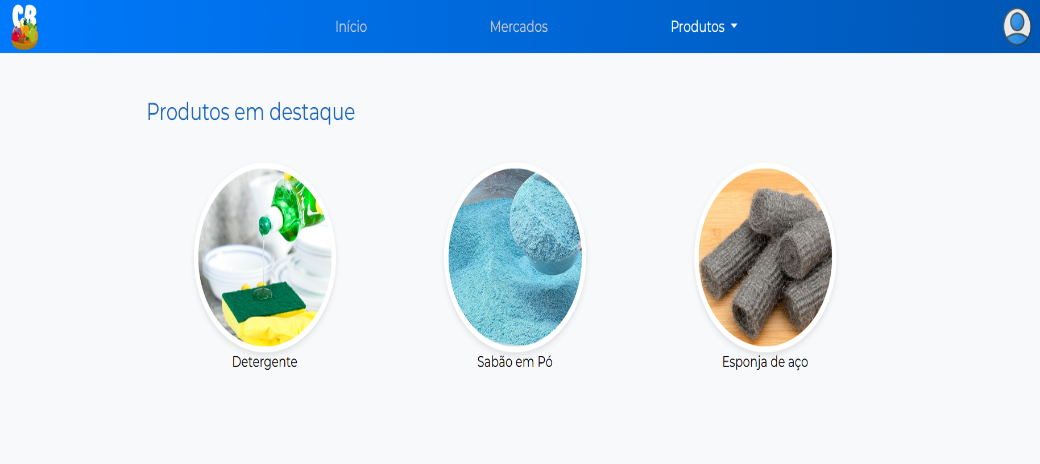 CB
Início
Mercados
Produtos
Produtos em destaque
Detergente
Sabão em Pó
Esponja de aço